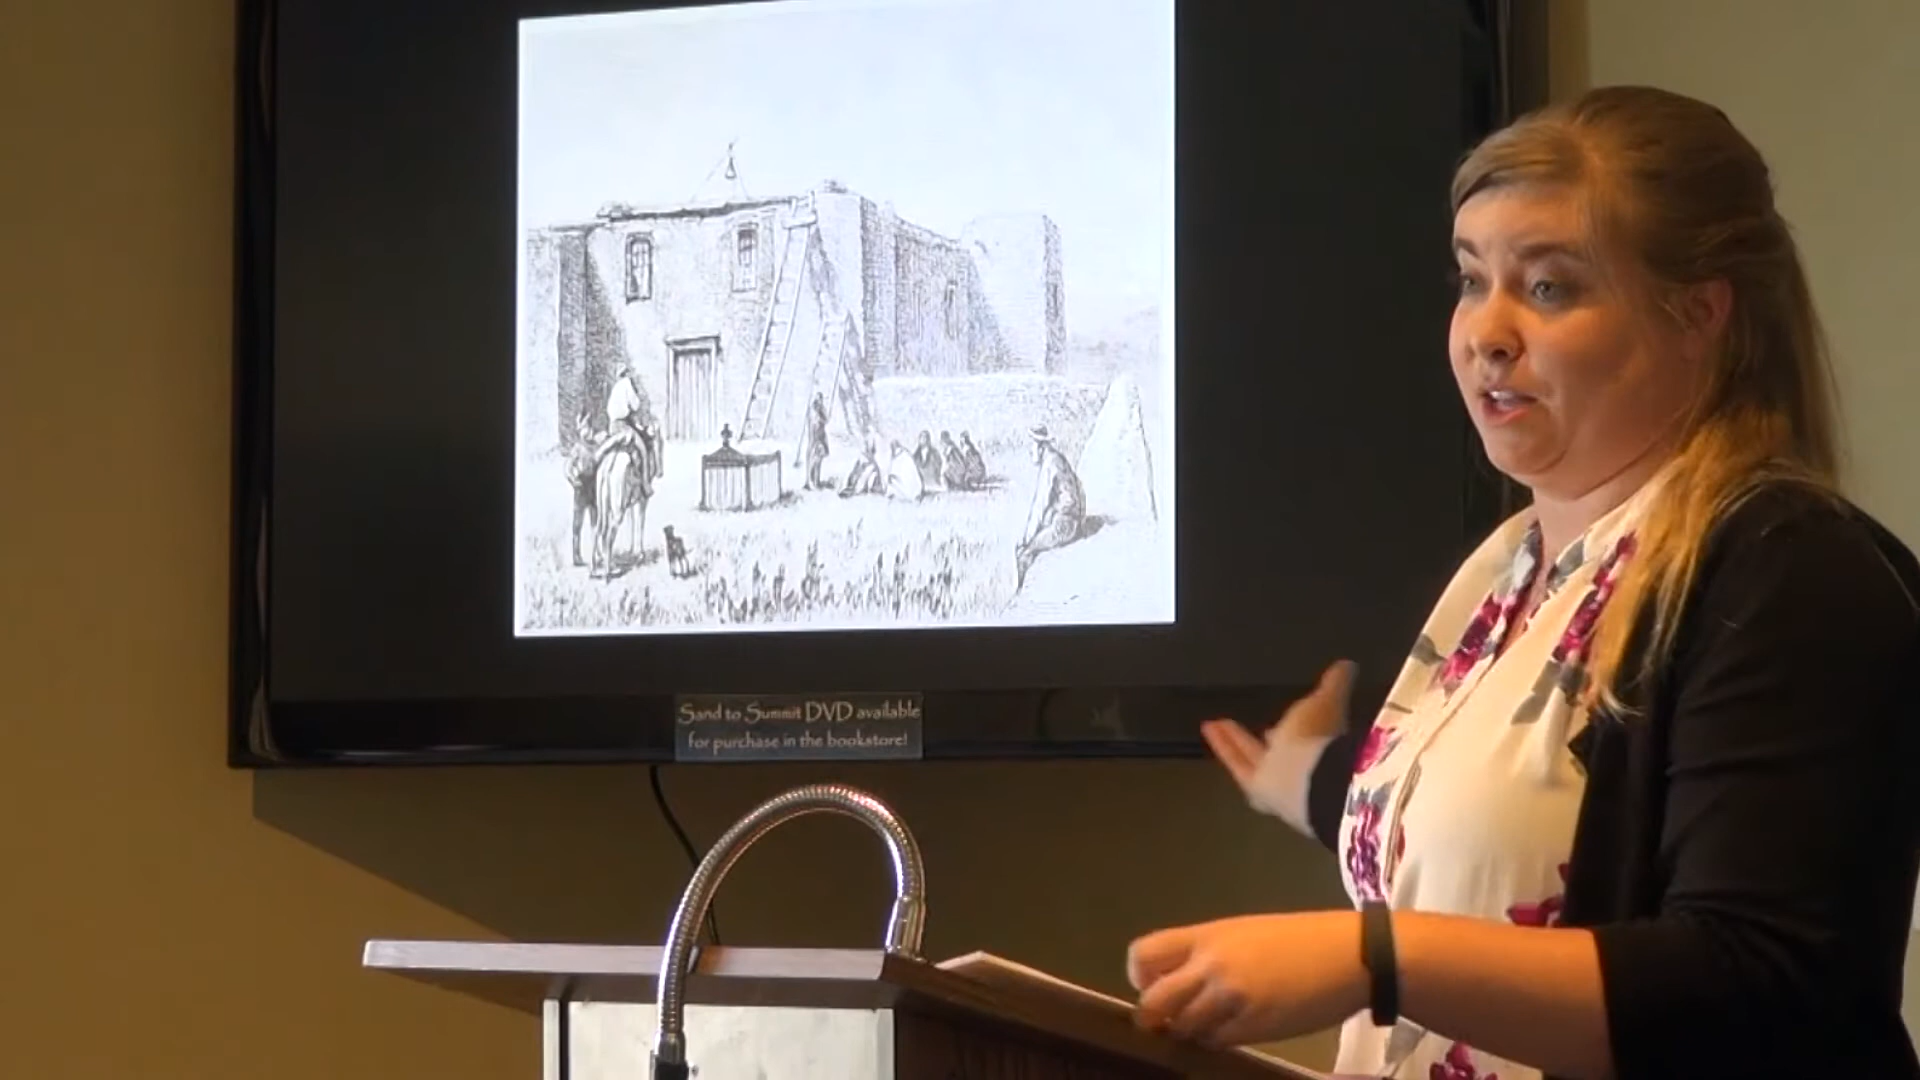 Sand to Summit DVD available
for purchase in the bookstore!